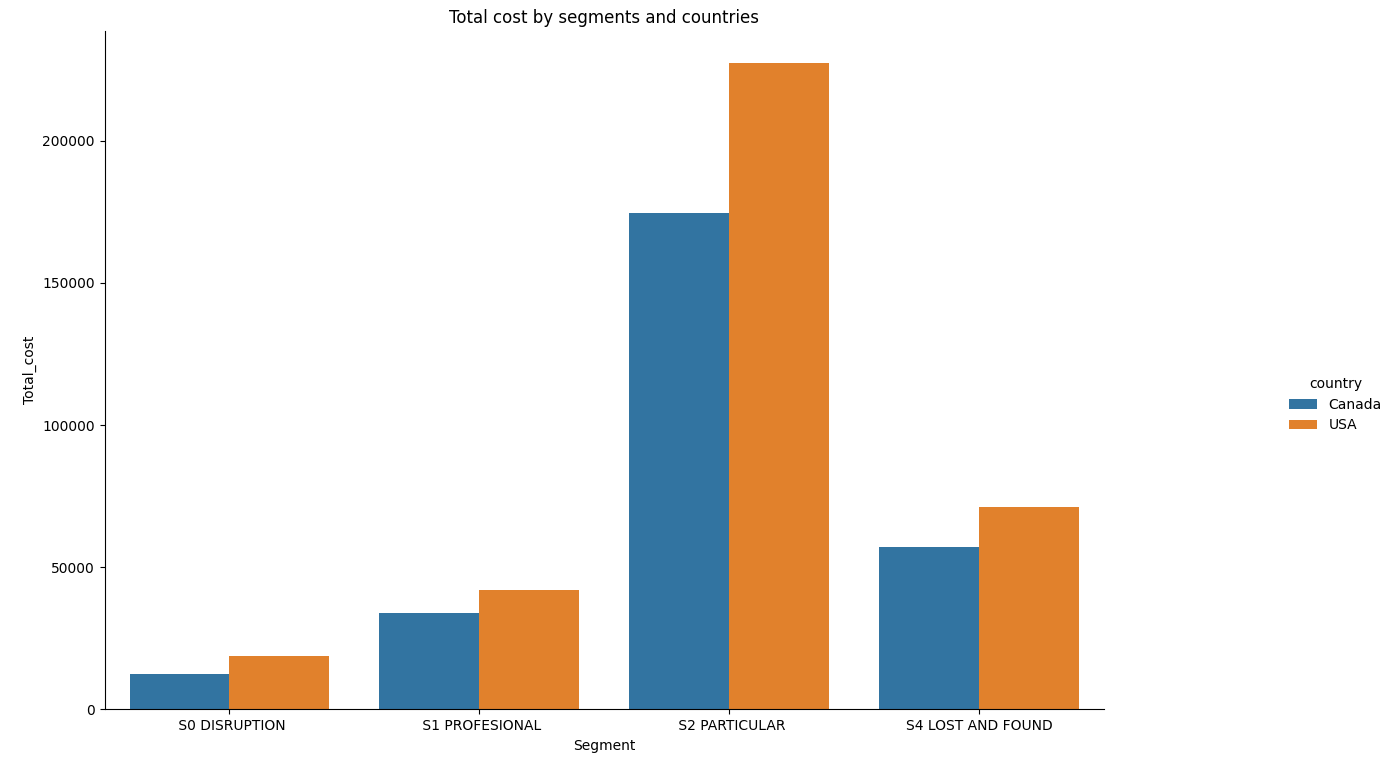 Total cost by segments and countries
200000
150000
100000
50000
0
Total_cost
S0 DISRUPTION
S1 PROFESIONAL
S2 PARTICULAR
S4 LOST AND FOUND
Segment
country
Canada
USA